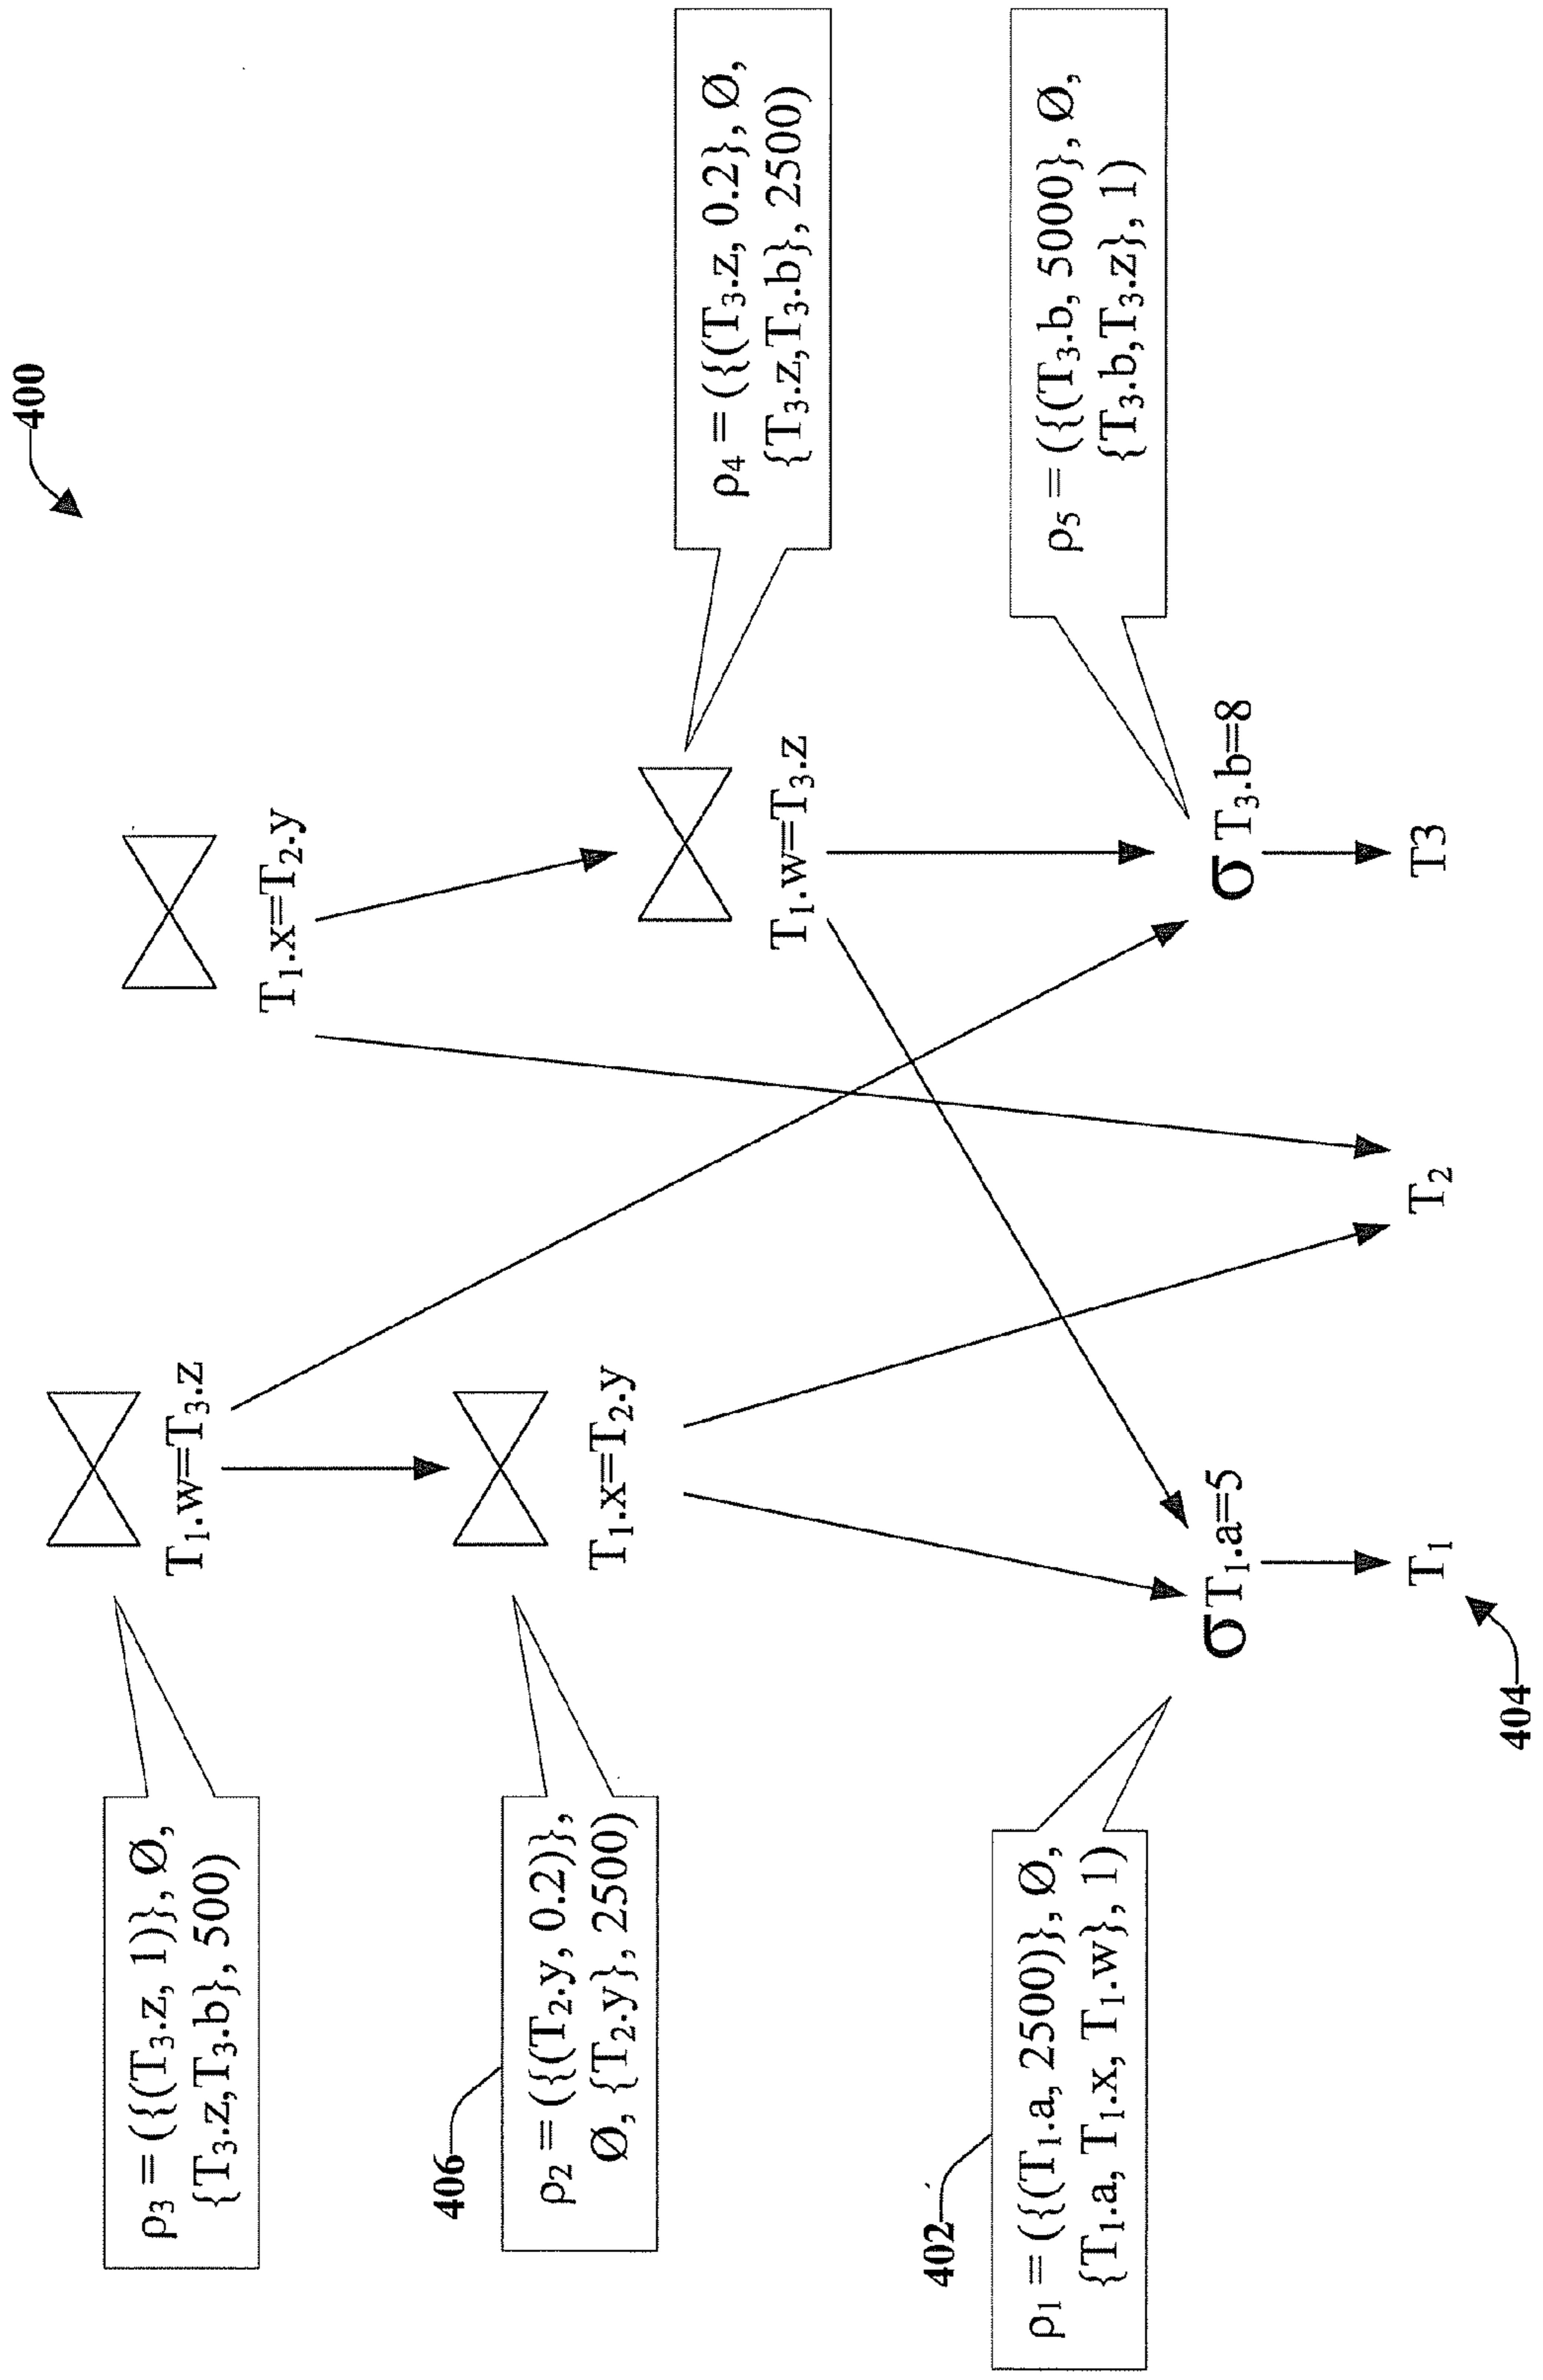 400
ρ3 = ({(T3.z, 1)}, Ø,
{T3.z,T3.b}, 500)
T1.w=T3.z
T1.x=T2.y
406
ρ2 = ({(T2.y, 0.2)},
Ø, {T2.y}, 2500)
T1.x=T2.y
T1.w=T3.z
ρ4 = ({(T3.z, 0.2}, Ø,
{T3.z,T3.b}, 2500)
402
ρ1 = ({(T1.a, 2500)}, Ø,
{T1.a, T1.x, T1.w}, 1)
σT1.a=5
σ T3.b=8
ρ5 = ({(T3.b, 5000}, Ø,
{T3.b,T3.z}, 1)
T1
T2
T3
404